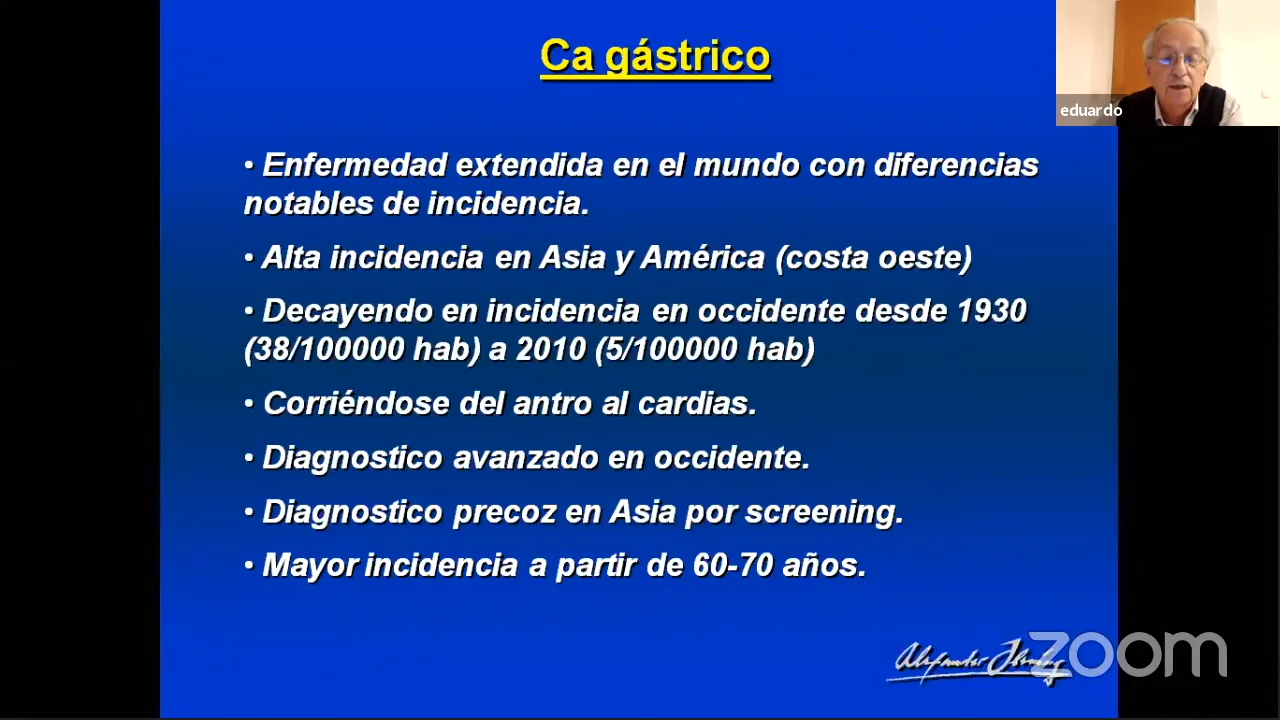 Ca gástrico
eduardo
• Enfermedad extendida en el mundo con diferencias
notables de incidencia.
• Alta incidencia en Asia y América (costa oeste)
• Decayendo en incidencia en occidente desde 1930
(38/100000 hab) a 2010 (5/100000 hab)
• Corriéndose del antro al cardias.
• Diagnostico avanzado en occidente.
• Diagnostico precoz en Asia por screening.
• Mayor incidencia a partir de 60-70 años.
zoom